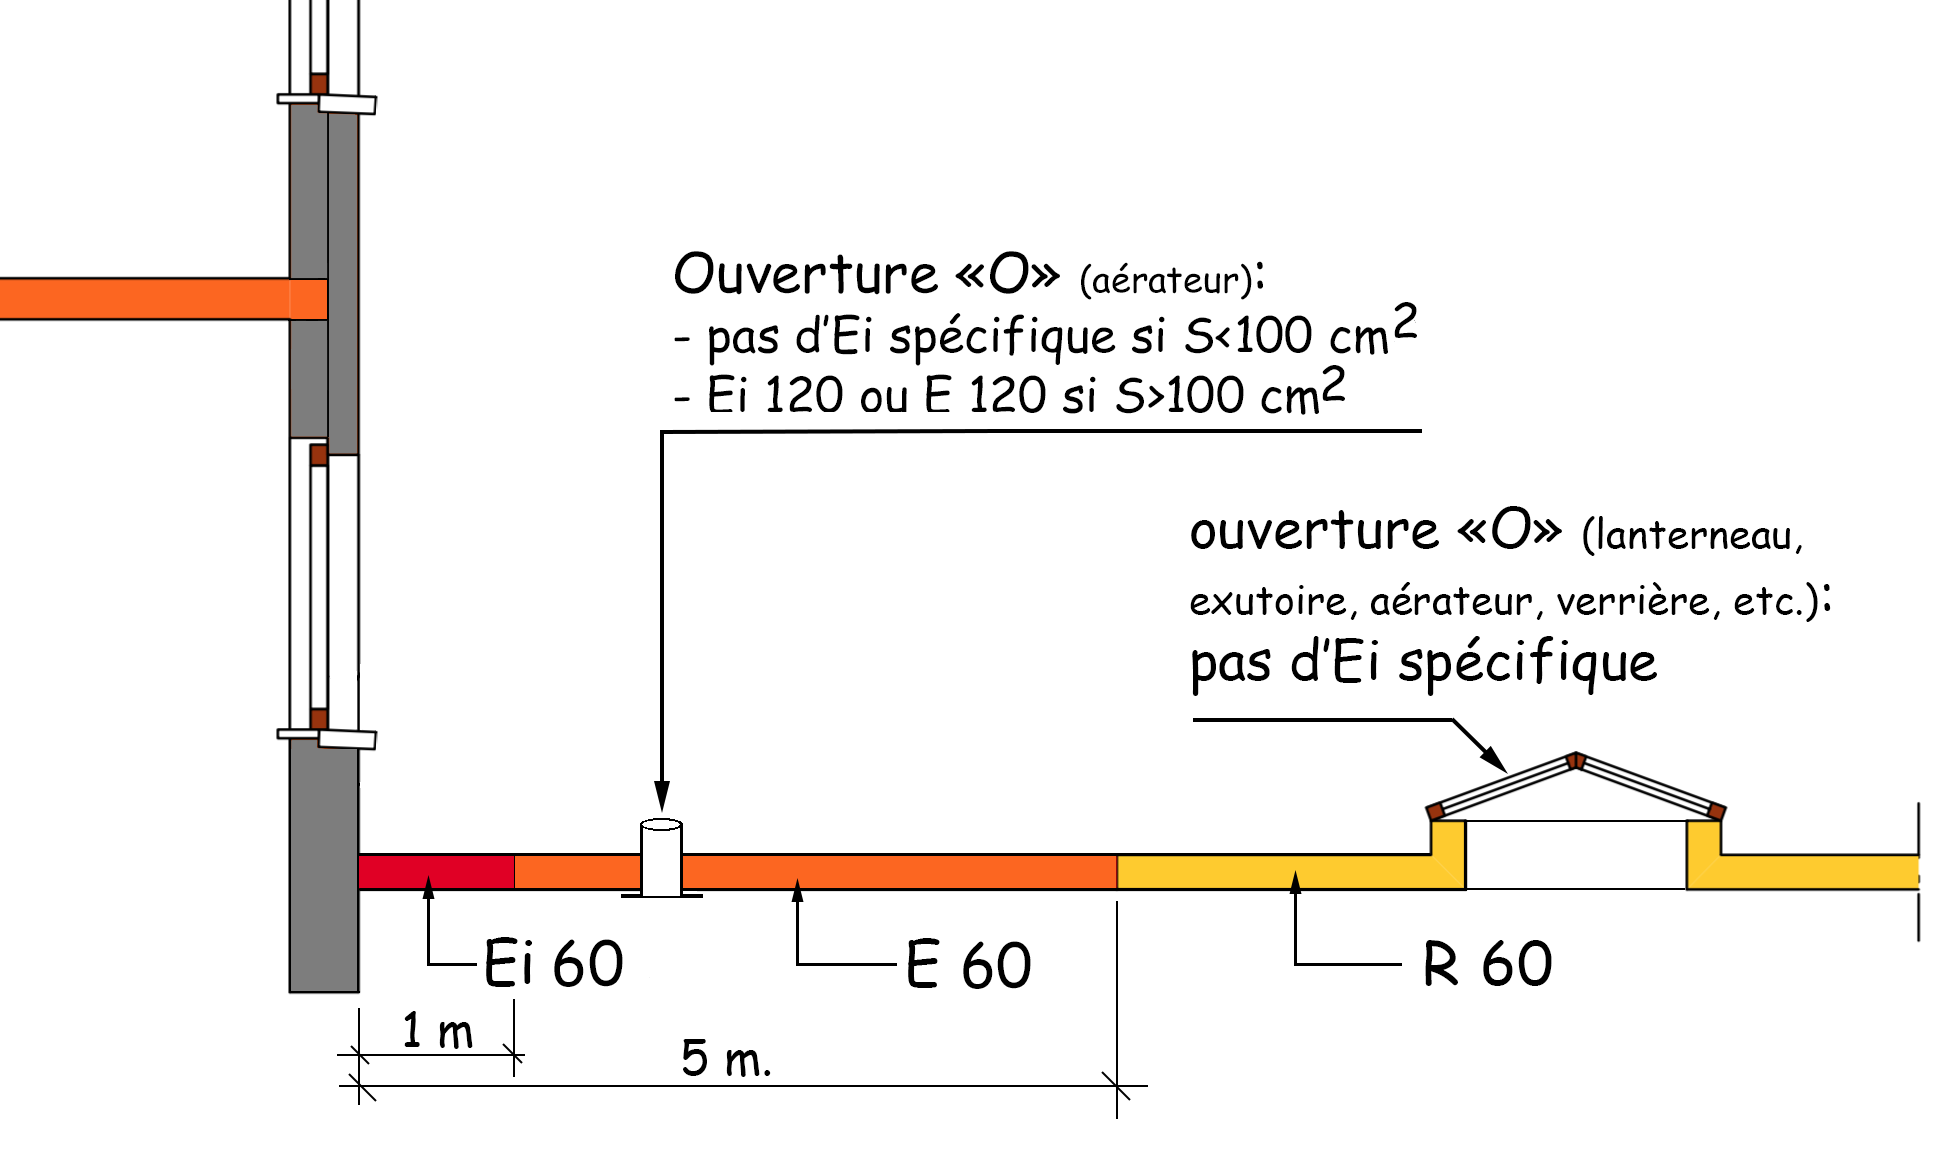 Ouverture «O» (aérateur):
- pas d'Ei spécifique si S<100 cm²
- Ei 120 ou E 120 si S>100 cm²
ouverture «O» (lanterneau,
exutoire, aérateur, verrière, etc.):
pas d'Ei spécifique
Ei 60
E 60
R 60
1 m
5 m.